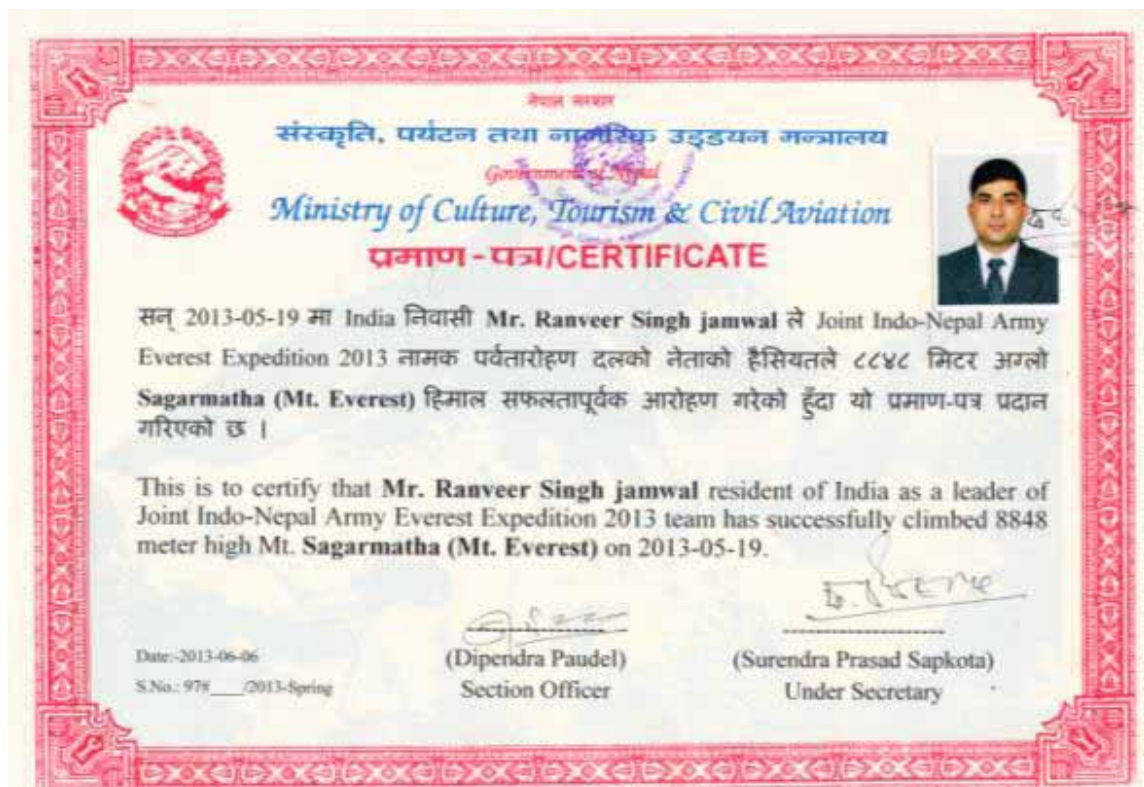 नेपाल सरकार
संस्कृति, पर्यटन तथा नागरिक उड्डयन मन्त्रालय
Government of Nepal
Ministry of Culture, Tourism & Civil Aviation
प्रमाण-पत्र/CERTIFICATE
सन् 2013-05-19 मा India निवासी Mr. Ranveer Singh jamwal ले Joint Indo-Nepal Army
Everest Expedition 2013 नामक पर्वतारोहण दलको नेताको हैसियतले ८८४८ मिटर अग्लो
Sagarmatha (Mt. Everest) हिमाल सफलतापूर्वक आरोहण गरेको हुँदा यो प्रमाण-पत्र प्रदान
गरिएको छ ।
This is to certify that Mr. Ranveer Singh jamwal resident of India as a leader of
Joint Indo-Nepal Army Everest Expedition 2013 team has successfully climbed 8848
meter high Mt. Sagarmatha (Mt. Everest) on 2013-05-19.
Date:-2013-06-06 (Dipendra Paudel) (Surendra Prasad Sapkota)
S.No.: /2013-Spring Section Officer Under Secretary